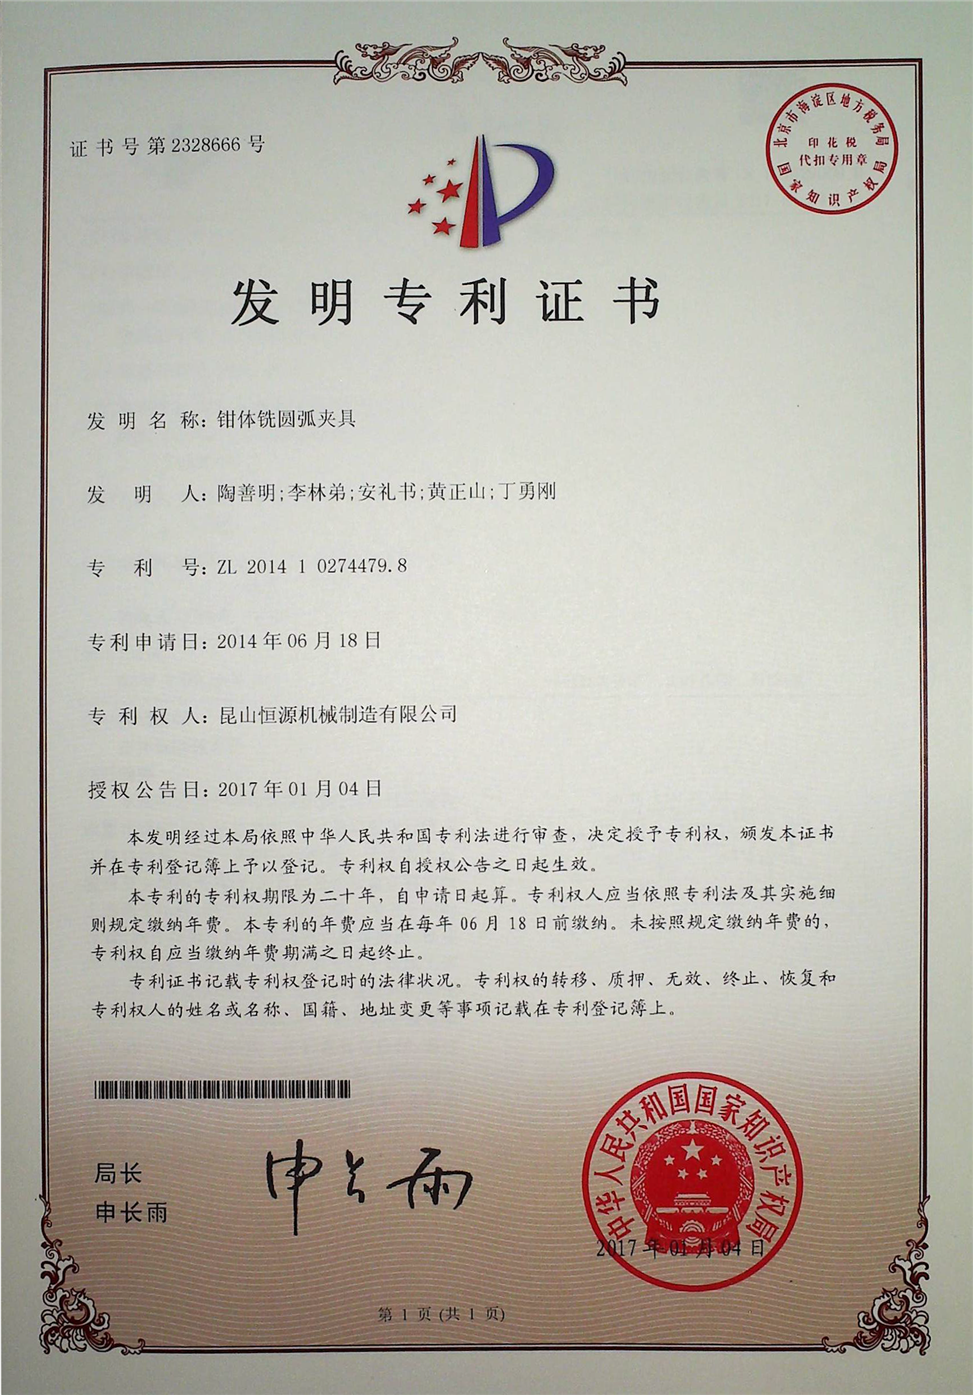 证书号第2328666号
北京市海淀区地方税务局
印花税
代扣专用章
国家知识产权局
发明专利证书
发明名称：钳体铣圆弧夹具
发明人：陶善明;李林弟;安礼书;黄正山;丁勇刚
专利号：ZL 2014 1 0274479.8
专利申请日：2014年06月18日
专利权人：昆山恒源机械制造有限公司
授权公告日：2017年01月04日
本发明经过本局依照中华人民共和国专利法进行审查，决定授予专利权，颁发本证书
并在专利登记簿上予以登记。专利权自授权公告之日起生效。
本专利的专利权期限为二十年，自申请日起算。专利权人应当依照专利法及其实施细
则规定缴纳年费。本专利的年费应当在每年06月18日前缴纳。未按照规定缴纳年费的，
专利权自应当缴纳年费期满之日起终止。
专利证书记载专利权登记时的法律状况。专利权的转移、质押、无效、终止、恢复和
专利权人的姓名或名称、国籍、地址变更等事项记载在专利登记簿上。
局长
申长雨
申长雨
中华人民共和国国家知识产权局
2017年01月04日
第1页(共1页)